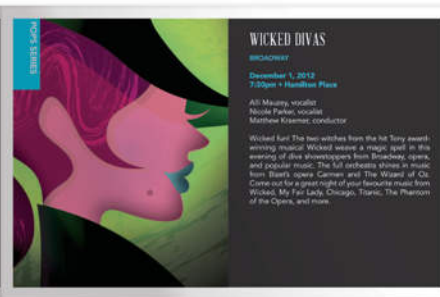 POPS SERIES
WICKED DIVAS
BROADWAY
December 1, 2012
7:30pm • Hamilton Place
Alli Mauzey, vocalist
Nicole Parker, vocalist
Matthew Kraemer, conductor
Wicked fun! The two witches from the hit Tony award-
winning musical Wicked weave a magic spell in this
evening of diva showstoppers from Broadway, opera,
and popular music. The full orchestra shines in music
from Bizet's opera Carmen and The Wizard of Oz.
Come out for a great night of your favourite music from
Wicked, My Fair Lady, Chicago, Titanic, The Phantom
of the Opera, and more.